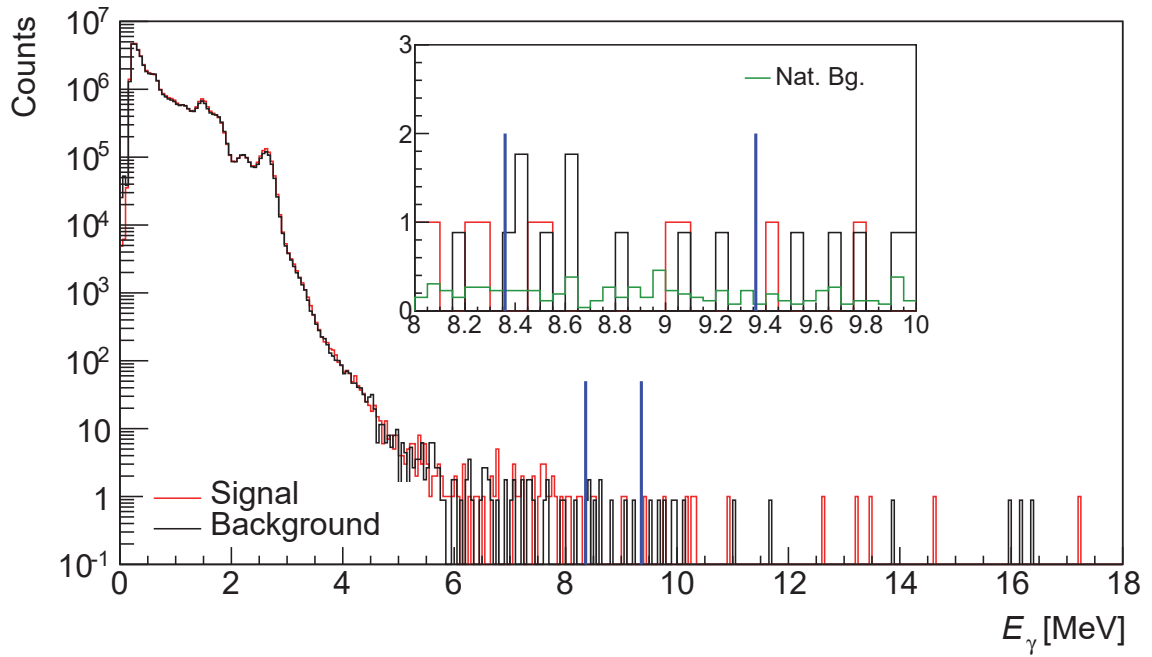 Counts
10^7
10^6
10^5
10^4
10^3
10^2
10
1
10^-1
0 2 4 6 8 10 12 14 16 18
E_γ [MeV]
Signal
Background
3
2
1
0
8 8.2 8.4 8.6 8.8 9 9.2 9.4 9.6 9.8 10
Nat. Bg.